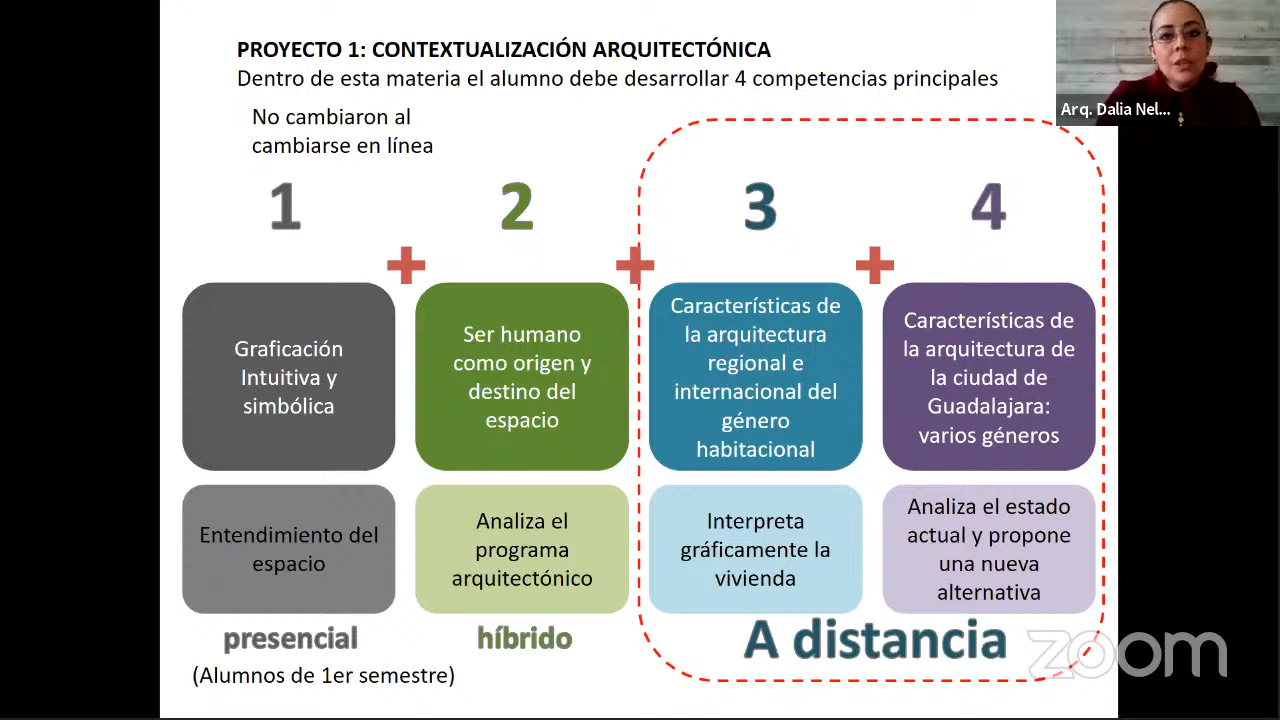 PROYECTO 1: CONTEXTUALIZACIÓN ARQUITECTÓNICA
Dentro de esta materia el alumno debe desarrollar 4 competencias principales
Arq. Dalia Nel...
No cambiaron al
cambiarse en línea
1
2
3
4
+
+
+
Graficación
Intuitiva y
simbólica
Ser humano
como origen y
destino del
espacio
Características de
la arquitectura
regional e
internacional del
género
habitacional
Características de
la arquitectura de
la ciudad de
Guadalajara:
varios géneros
Entendimiento del
espacio
Analiza el
programa
arquitectónico
Interpreta
gráficamente la
vivienda
Analiza el estado
actual y propone
una nueva
alternativa
presencial
híbrido
A distancia
(Alumnos de 1er semestre)
zoom